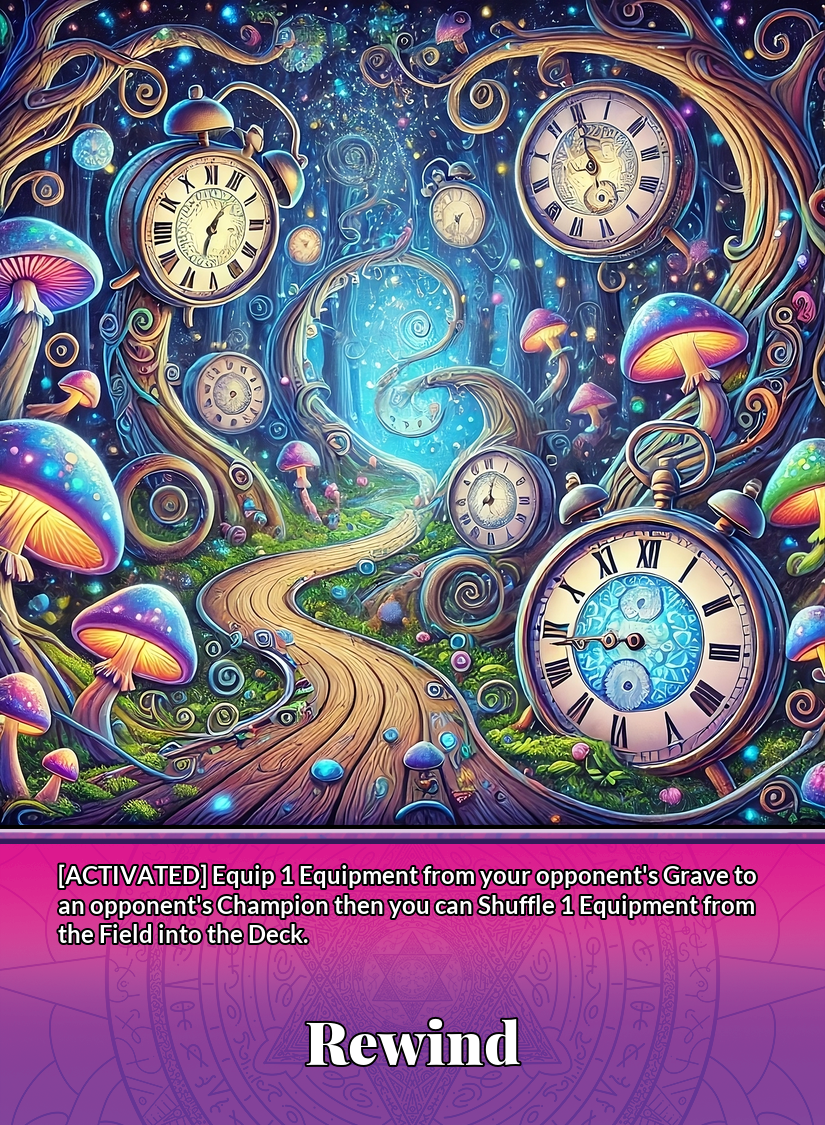 [ACTIVATED] Equip 1 Equipment from your opponent's Grave to
an opponent's Champion then you can Shuffle 1 Equipment from
the Field into the Deck.
Rewind